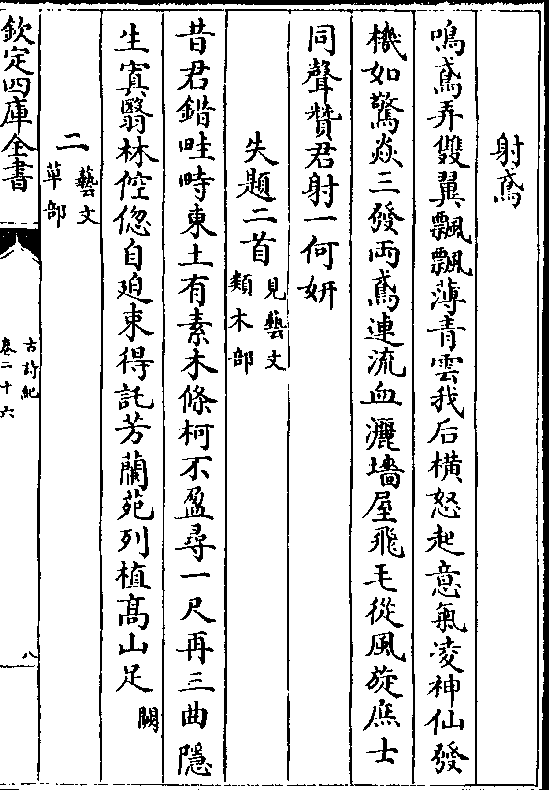 射鳶
鳴鳶弄雙翼飄飄薄青雲我后横怒起意氣凌神仙發
機如驚焱三發兩鳶連流血灑墻屋飛毛從風旋庶士
同聲贊君射一何妍
失題二首見藝文類木部
昔君錯畦畤東土有素木條柯不盈尋一尺再三曲隱
生寘翳林倥偬自廹束得託芳蘭苑列植髙山足闕
二藝文草部
欽定四庫全書
古詩紀
卷二十六
八